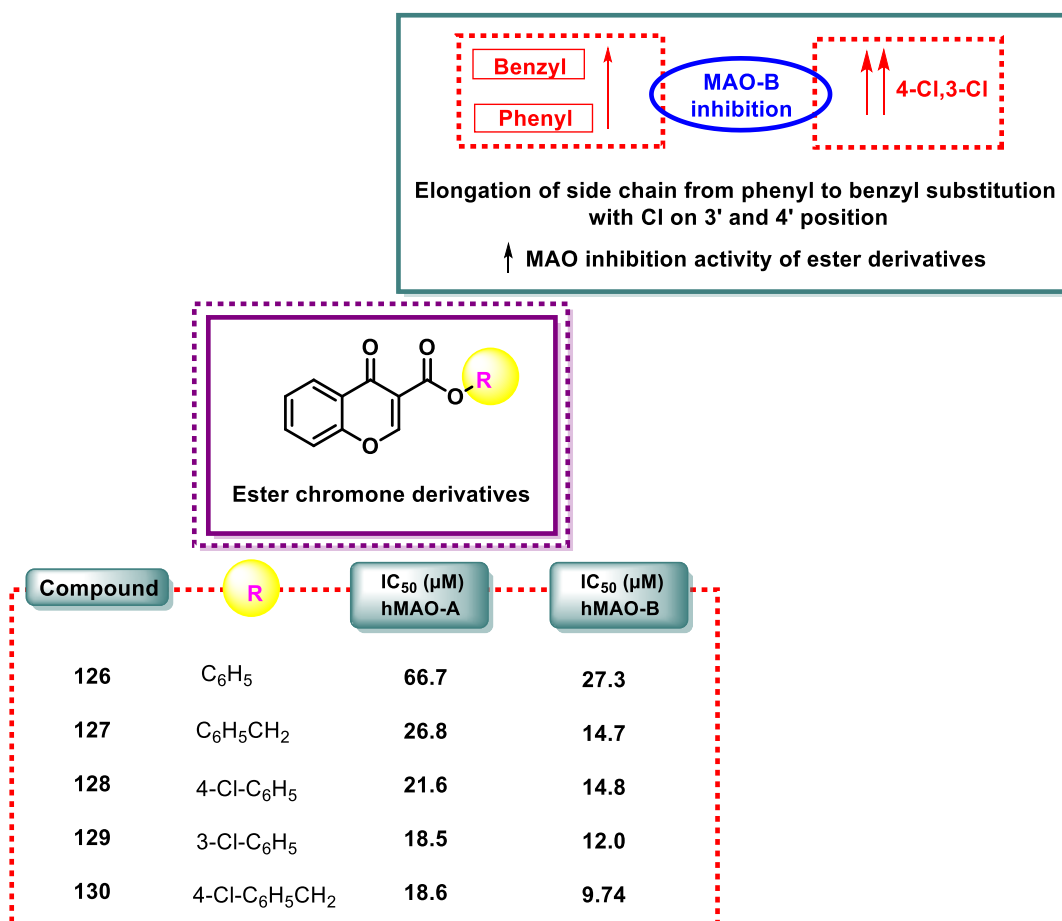 Benzyl
Phenyl
MAO-B
inhibition
4-Cl,3-Cl
Elongation of side chain from phenyl to benzyl substitution
with Cl on 3' and 4' position
MAO inhibition activity of ester derivatives
O
O
O
R
O
Ester chromone derivatives
Compound R IC50 (µM) hMAO-A IC50 (µM) hMAO-B
126 C6H5 66.7 27.3
127 C6H5CH2 26.8 14.7
128 4-Cl-C6H5 21.6 14.8
129 3-Cl-C6H5 18.5 12.0
130 4-Cl-C6H5CH2 18.6 9.74